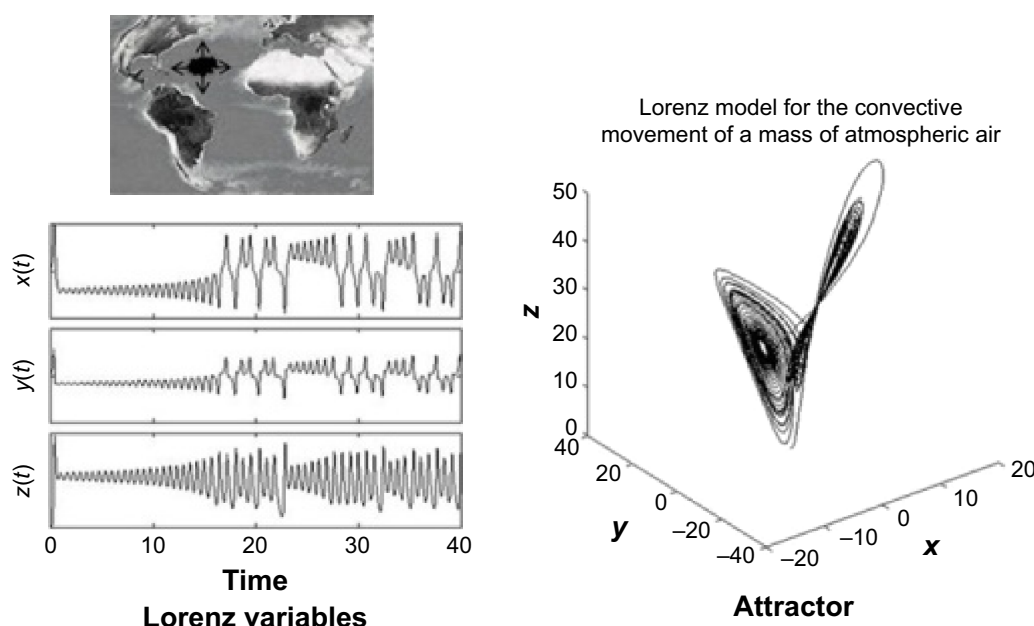 x(t)
y(t)
z(t)
0 10 20 30 40
Time
Lorenz variables
Lorenz model for the convective
movement of a mass of atmospheric air
50
40
30
20
10
0
z
40
20
0
−20
−40
y
−20
−10
0
10
20
x
Attractor